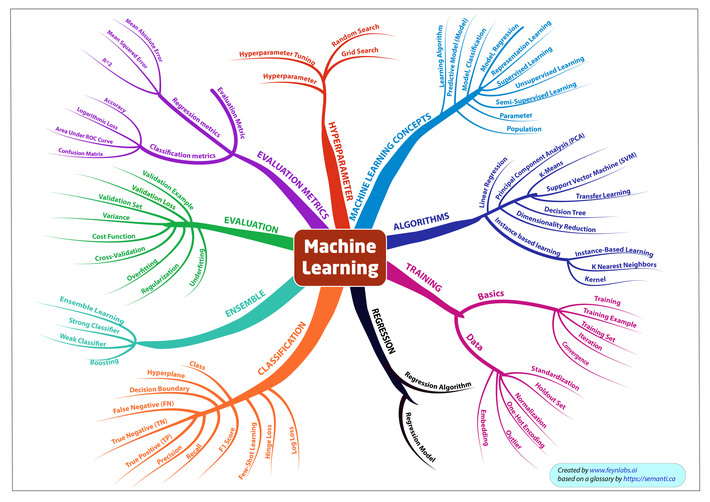 Machine
Learning
HYPERPARAMETER
Hyperparameter Tuning
Hyperparameter
Random Search
Grid Search
MACHINE LEARNING CONCEPTS
Learning Algorithm
Predictive Model (Model)
Model, Classification
Model, Regression
Representation Learning
Supervised Learning
Unsupervised Learning
Semi-Supervised Learning
Parameter
Population
ALGORITHMS
Linear Regression
Principal Component Analysis (PCA)
K-Means
Support Vector Machine (SVM)
Transfer Learning
Decision Tree
Dimensionality Reduction
Instance based learning
Instance-Based Learning
K Nearest Neighbors
Kernel
TRAINING
Basics
Training
Training Example
Training Set
Iteration
Convergence
Data
Standardization
Holdout Set
Normalization
One-Hot Encoding
Outlier
Embedding
REGRESSION
Regression Algorithm
Regression Model
CLASSIFICATION
Class
Hyperplane
Decision Boundary
False Negative (FN)
True Negative (TN)
True Positive (TP)
Precision
Recall
F1 Score
Few-Shot Learning
Hinge Loss
Log Loss
ENSEMBLE
Ensemble Learning
Strong Classifier
Weak Classifier
Boosting
EVALUATION
Validation Example
Validation Loss
Validation Set
Variance
Cost Function
Cross-Validation
Overfitting
Regularization
Underfitting
EVALUATION METRICS
Evaluation Metric
Regression metrics
Mean Absolute Error
Mean Squared Error
R^2
Classification metrics
Accuracy
Logarithmic Loss
Area Under ROC Curve
Confusion Matrix
Created by www.feynlabs.ai
based on a glossary by https://semanti.ca